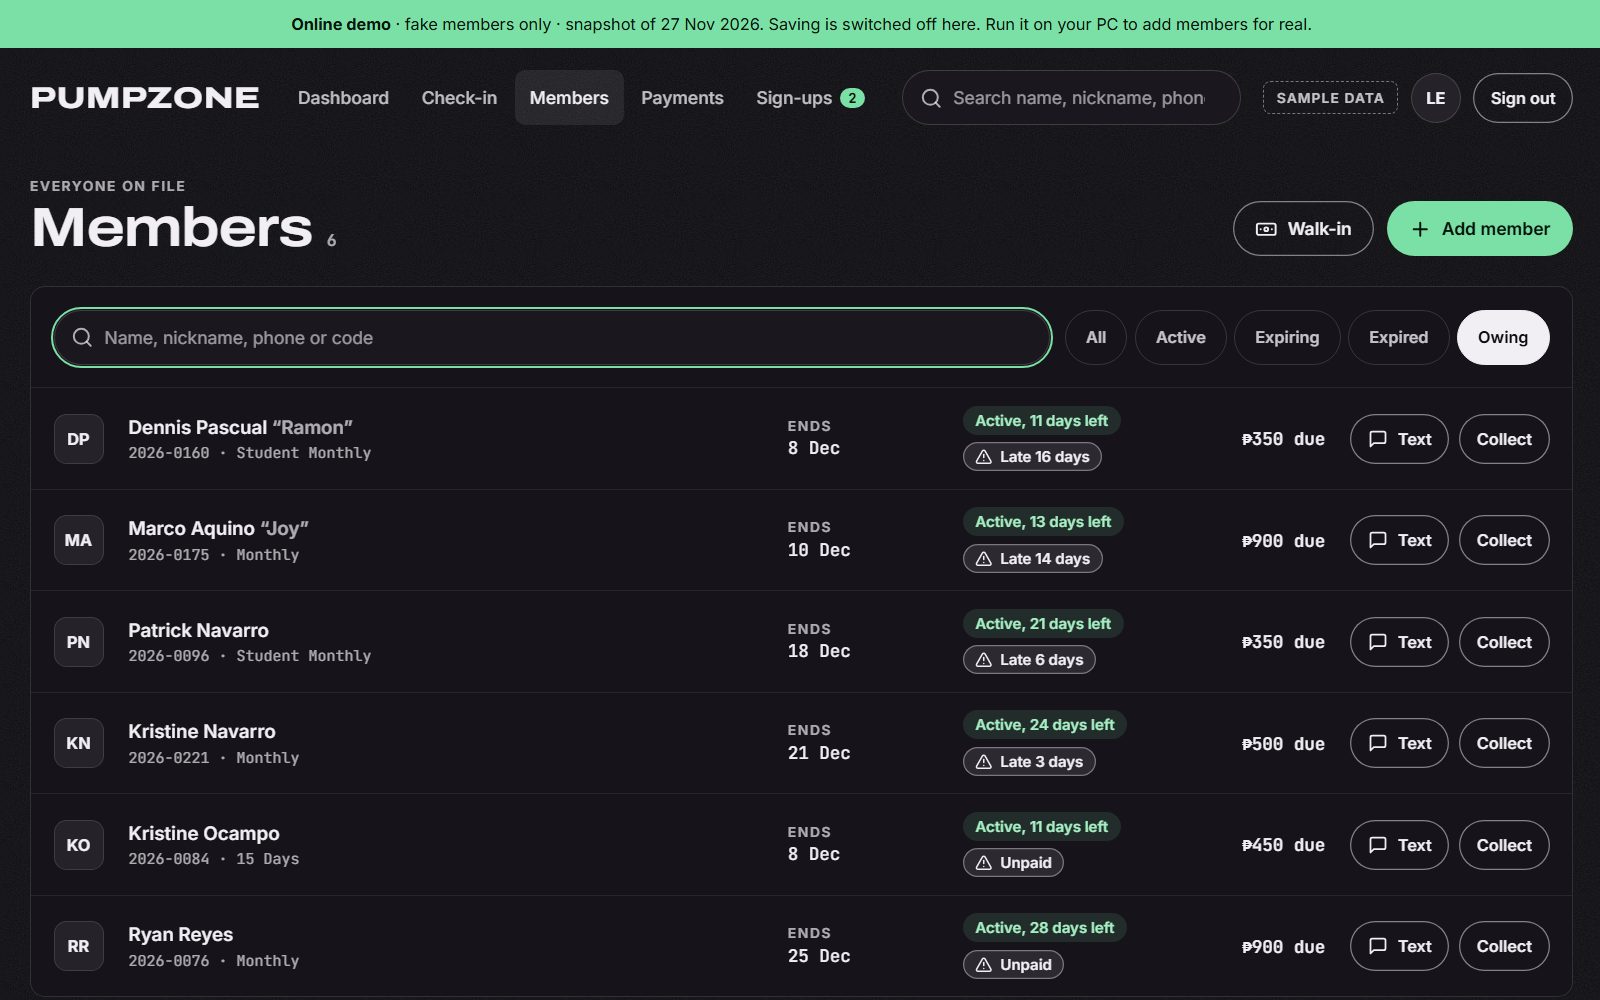 Online demo · fake members only · snapshot of 27 Nov 2026. Saving is switched off here. Run it on your PC to add members for real.
PUMPZONE Dashboard Check-in Members Payments Sign-ups 2 Search name, nickname, phon SAMPLE DATA LE Sign out
EVERYONE ON FILE
Members 6
Walk-in Add member
Name, nickname, phone or code All Active Expiring Expired Owing
DP Dennis Pascual “Ramon”
2026-0160 · Student Monthly
ENDS
8 Dec
Active, 11 days left
Late 16 days
₱350 due Text Collect
MA Marco Aquino “Joy”
2026-0175 · Monthly
ENDS
10 Dec
Active, 13 days left
Late 14 days
₱900 due Text Collect
PN Patrick Navarro
2026-0096 · Student Monthly
ENDS
18 Dec
Active, 21 days left
Late 6 days
₱350 due Text Collect
KN Kristine Navarro
2026-0221 · Monthly
ENDS
21 Dec
Active, 24 days left
Late 3 days
₱500 due Text Collect
KO Kristine Ocampo
2026-0084 · 15 Days
ENDS
8 Dec
Active, 11 days left
Unpaid
₱450 due Text Collect
RR Ryan Reyes
2026-0076 · Monthly
ENDS
25 Dec
Active, 28 days left
Unpaid
₱900 due Text Collect